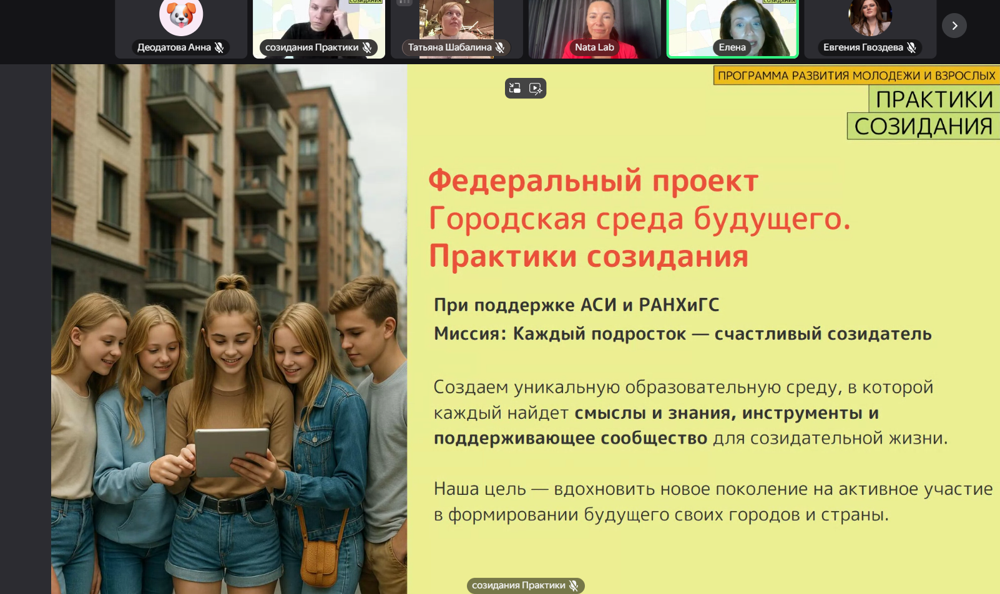 СОЗИДАНИЯ
СОЗИДАНИЯ
Деодатова Анна
созидания Практики
Татьяна Шабалина
Nata Lab
Елена
Евгения Гвоздева
ПРОГРАММА РАЗВИТИЯ МОЛОДЕЖИ И ВЗРОСЛЫХ
ПРАКТИКИ
СОЗИДАНИЯ
Федеральный проект
Городская среда будущего.
Практики созидания
При поддержке АСИ и РАНХиГС
Миссия: Каждый подросток — счастливый созидатель
Создаем уникальную образовательную среду, в которой
каждый найдет смыслы и знания, инструменты и
поддерживающее сообщество для созидательной жизни.
Наша цель — вдохновить новое поколение на активное участие
в формировании будущего своих городов и страны.
созидания Практики